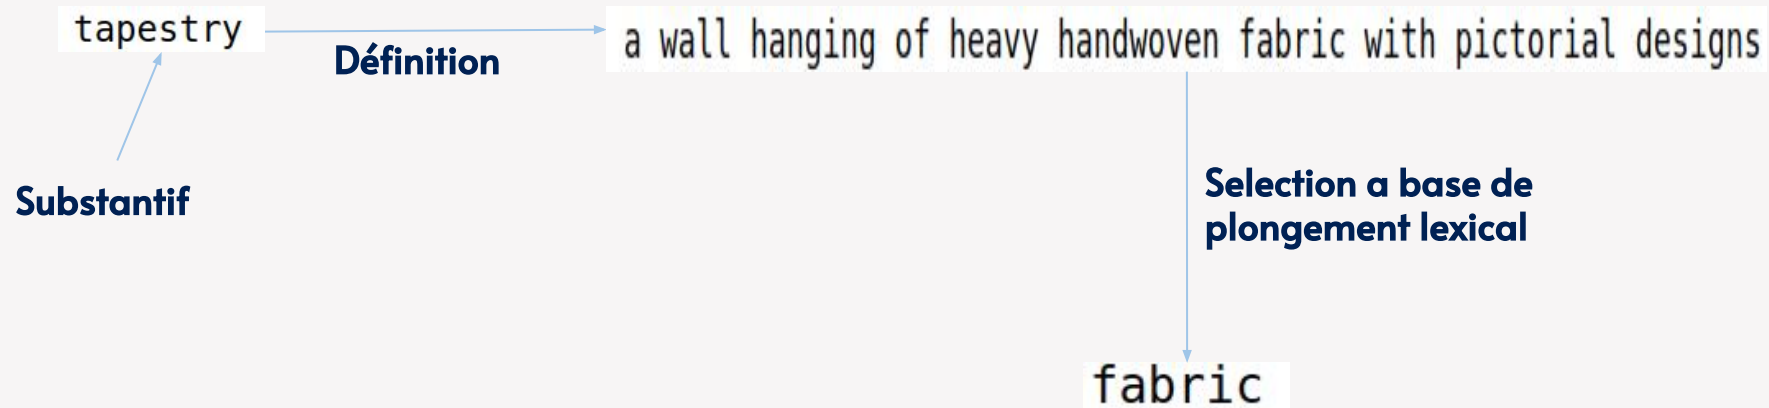 tapestry
Définition
a wall hanging of heavy handwoven fabric with pictorial designs
Substantif
Selection a base de
plongement lexical
fabric